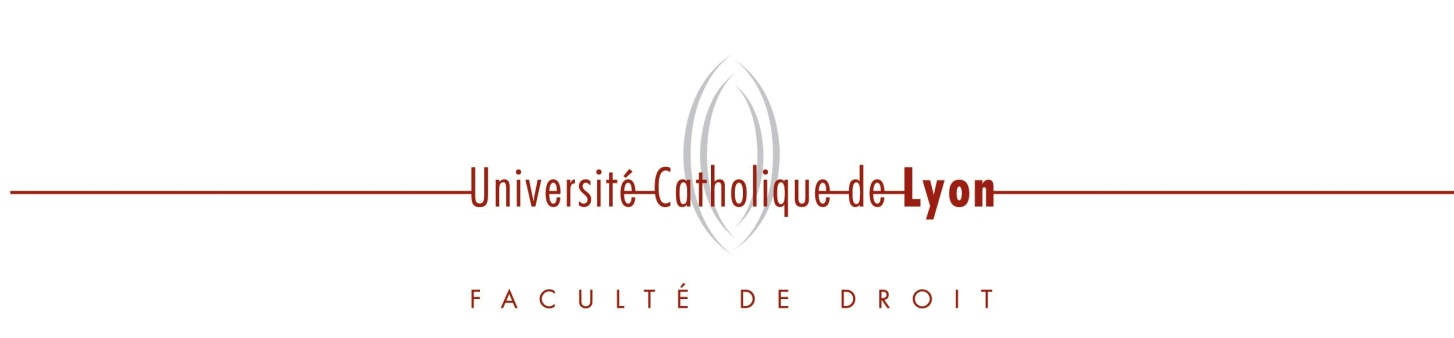 Université Catholique de Lyon
FACULTÉ DE DROIT